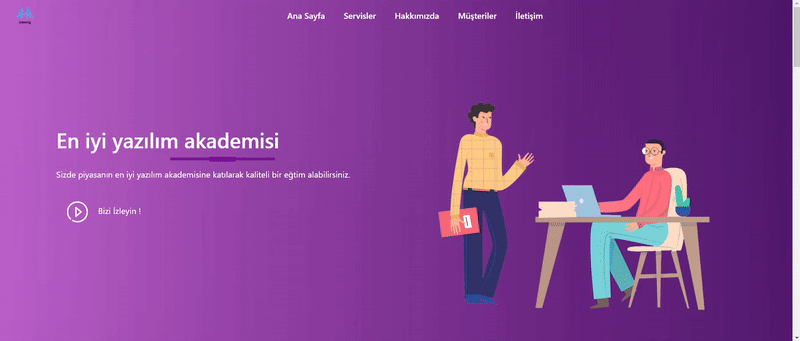 Ana Sayfa
Servisler
Hakkımızda
Müşteriler
İletişim
En iyi yazılım akademisi
Sizde piyasanın en iyi yazılım akademisine katılarak kaliteli bir eğtim alabilirsiniz.
Bizi İzleyin !